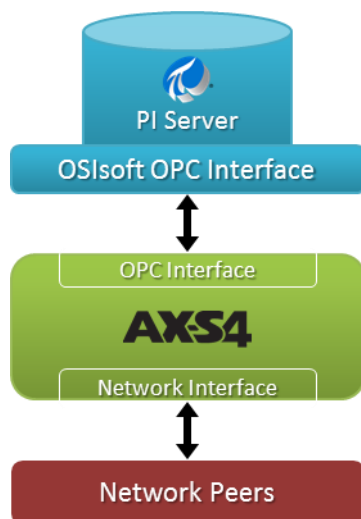 PI Server
OSIsoft OPC Interface
OPC Interface
AX-S4
Network Interface
Network Peers